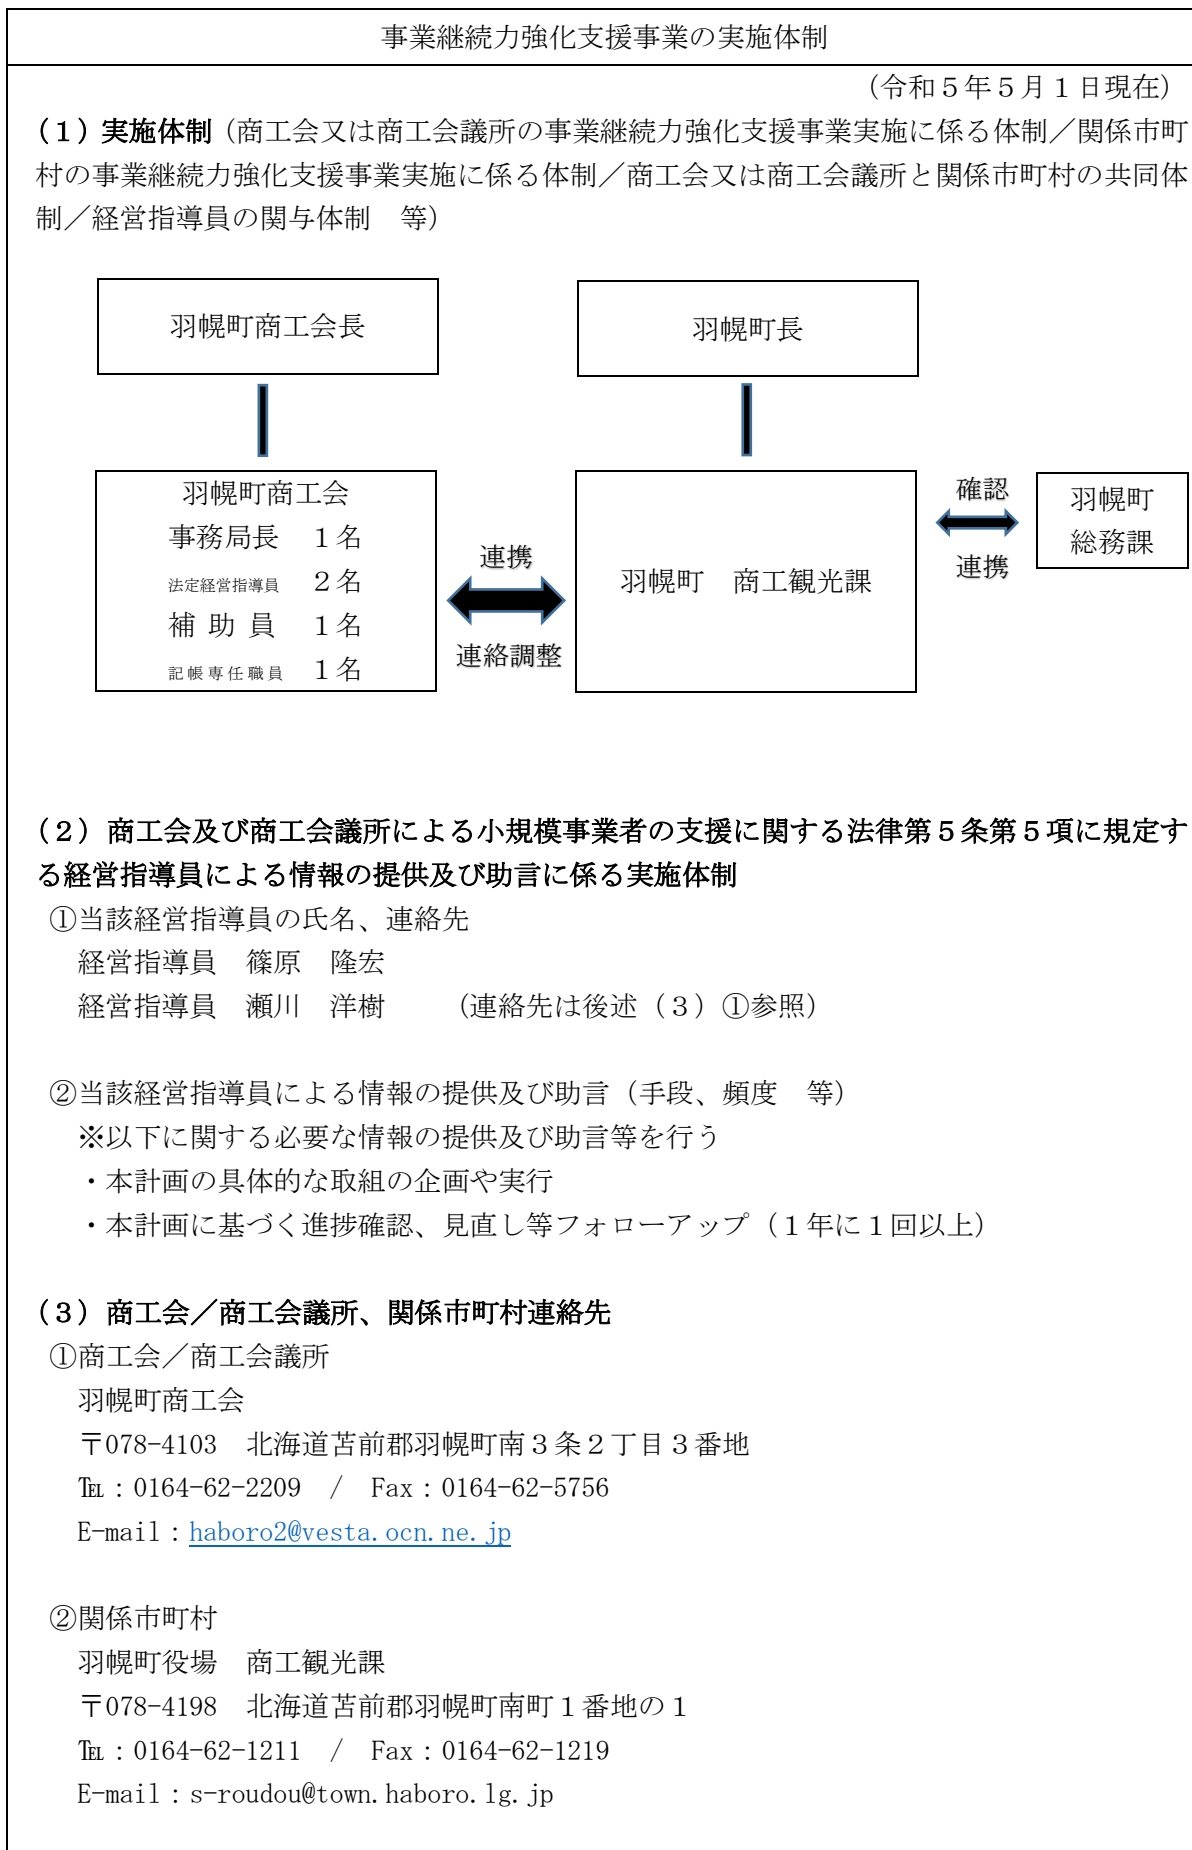 事業継続力強化支援事業の実施体制
（令和５年５月１日現在）
（１）実施体制（商工会又は商工会議所の事業継続力強化支援事業実施に係る体制／関係市町
村の事業継続力強化支援事業実施に係る体制／商工会又は商工会議所と関係市町村の共同体
制／経営指導員の関与体制　等）
羽幌町商工会長
羽幌町長
羽幌町商工会
事務局長　１名
法定経営指導員　２名
補 助 員　１名
記帳専任職員　１名
連携
連絡調整
羽幌町　商工観光課
確認
連携
羽幌町
総務課
（２）商工会及び商工会議所による小規模事業者の支援に関する法律第５条第５項に規定す
る経営指導員による情報の提供及び助言に係る実施体制
①当該経営指導員の氏名、連絡先
経営指導員　篠原　隆宏
経営指導員　瀬川　洋樹　　（連絡先は後述（３）①参照）
②当該経営指導員による情報の提供及び助言（手段、頻度　等）
※以下に関する必要な情報の提供及び助言等を行う
・本計画の具体的な取組の企画や実行
・本計画に基づく進捗確認、見直し等フォローアップ（１年に１回以上）
（３）商工会／商工会議所、関係市町村連絡先
①商工会／商工会議所
羽幌町商工会
〒078-4103　北海道苫前郡羽幌町南３条２丁目３番地
℡：0164-62-2209　/　Fax：0164-62-5756
E-mail：haboro2@vesta.ocn.ne.jp
②関係市町村
羽幌町役場　商工観光課
〒078-4198　北海道苫前郡羽幌町南町１番地の１
℡：0164-62-1211　/　Fax：0164-62-1219
E-mail：s-roudou@town.haboro.lg.jp